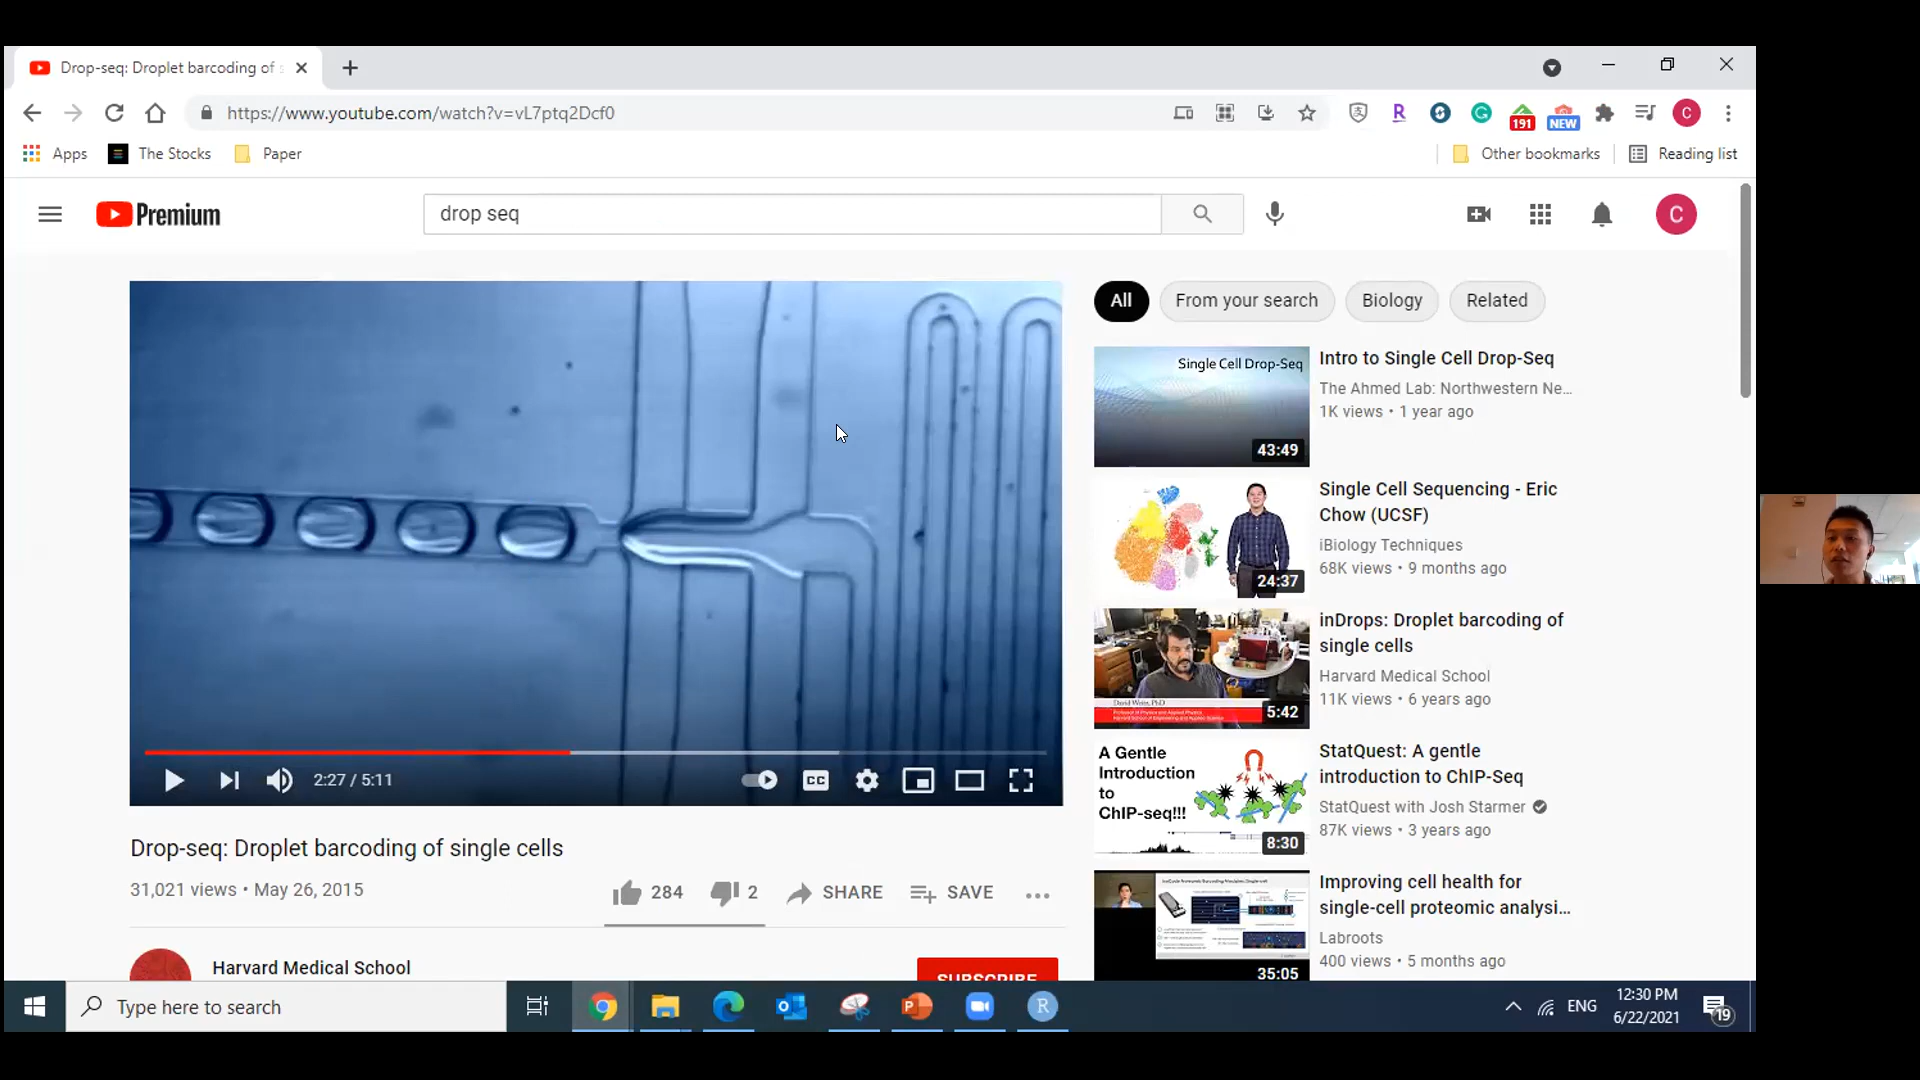 Drop-seq: Droplet barcoding of s
https://www.youtube.com/watch?v=vL7ptq2Dcf0
R
191
NEW
C
Apps
The Stocks
Paper
Other bookmarks
Reading list
Premium
drop seq
C
All
From your search
Biology
Related
Single Cell Drop-Seq
43:49
Intro to Single Cell Drop-Seq
The Ahmed Lab: Northwestern Ne...
1K views • 1 year ago
24:37
Single Cell Sequencing - Eric
Chow (UCSF)
iBiology Techniques
68K views • 9 months ago
5:42
inDrops: Droplet barcoding of
single cells
Harvard Medical School
11K views • 6 years ago
A Gentle
Introduction
to
ChIP-seq!!!
8:30
StatQuest: A gentle
introduction to ChIP-Seq
StatQuest with Josh Starmer
87K views • 3 years ago
35:05
Improving cell health for
single-cell proteomic analysi...
Labroots
400 views • 5 months ago
2:27 / 5:11
CC
Drop-seq: Droplet barcoding of single cells
31,021 views • May 26, 2015
284
2
SHARE
SAVE
Harvard Medical School
SUBSCRIBE
Type here to search
R
ENG
12:30 PM
6/22/2021
19